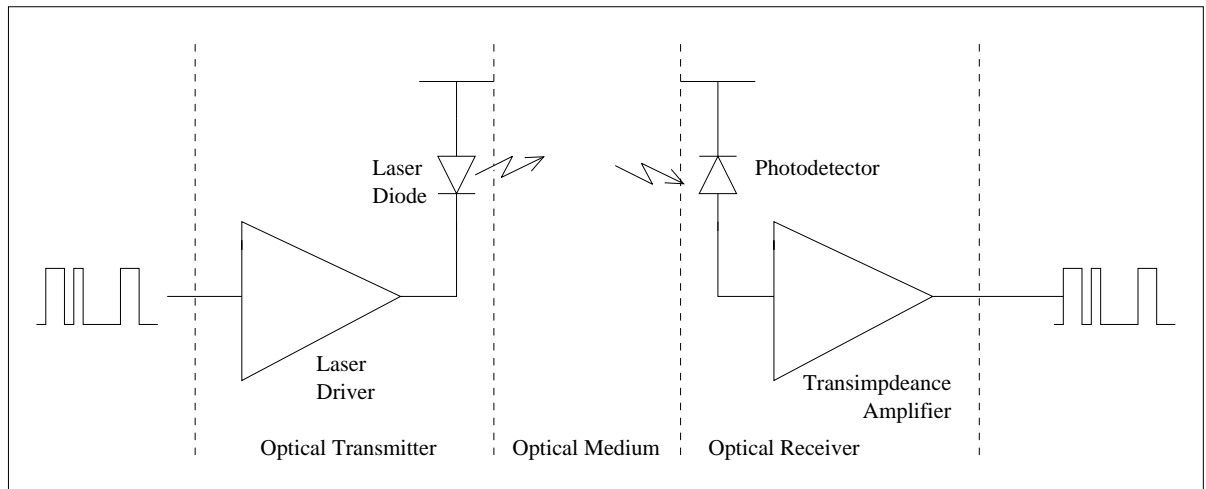 Laser
Diode
Photodetector
Laser
Driver
Transimpdeance
Amplifier
Optical Transmitter
Optical Medium
Optical Receiver